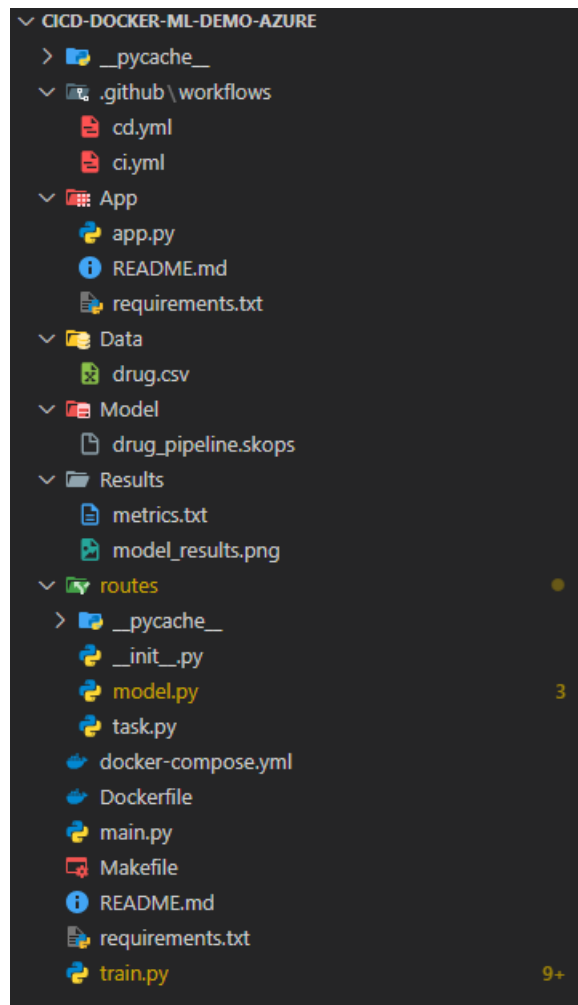 CICD-DOCKER-ML-DEMO-AZURE
__pycache__
.github\workflows
cd.yml
ci.yml
App
app.py
README.md
requirements.txt
Data
drug.csv
Model
drug_pipeline.skops
Results
metrics.txt
model_results.png
routes
__pycache__
__init__.py
model.py 3
task.py
docker-compose.yml
Dockerfile
main.py
Makefile
README.md
requirements.txt
train.py 9+